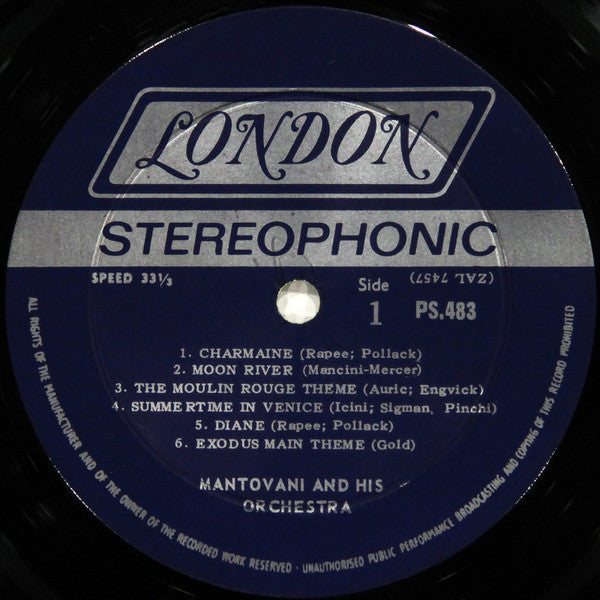 LONDON
STEREOPHONIC
SPEED 33⅓
(ZAL 7457)
Side
1
PS.483
1. CHARMAINE (Rapee; Pollack)
2. MOON RIVER (Mancini-Mercer)
3. THE MOULIN ROUGE THEME (Auric; Engvick)
4. SUMMERTIME IN VENICE (Icini; Sigman, Pinchi)
5. DIANE (Rapee; Pollack)
6. EXODUS MAIN THEME (Gold)
MANTOVANI AND HIS
ORCHESTRA
ALL RIGHTS OF THE MANUFACTURER AND OF THE OWNER OF THE RECORDED WORK RESERVED · UNAUTHORISED PUBLIC PERFORMANCE BROADCASTING AND COPYING OF THIS RECORD PROHIBITED